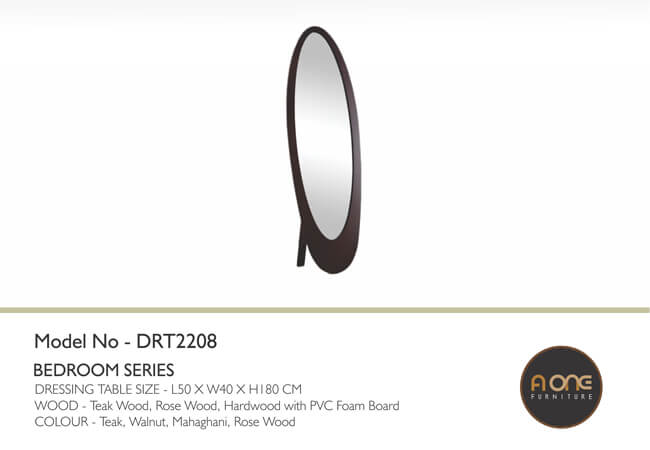 Model No - DRT2208
BEDROOM SERIES
DRESSING TABLE SIZE - L50 X W40 X H180 CM
WOOD - Teak Wood, Rose Wood, Hardwood with PVC Foam Board
COLOUR - Teak, Walnut, Mahaghani, Rose Wood
A ONE
FURNITURE